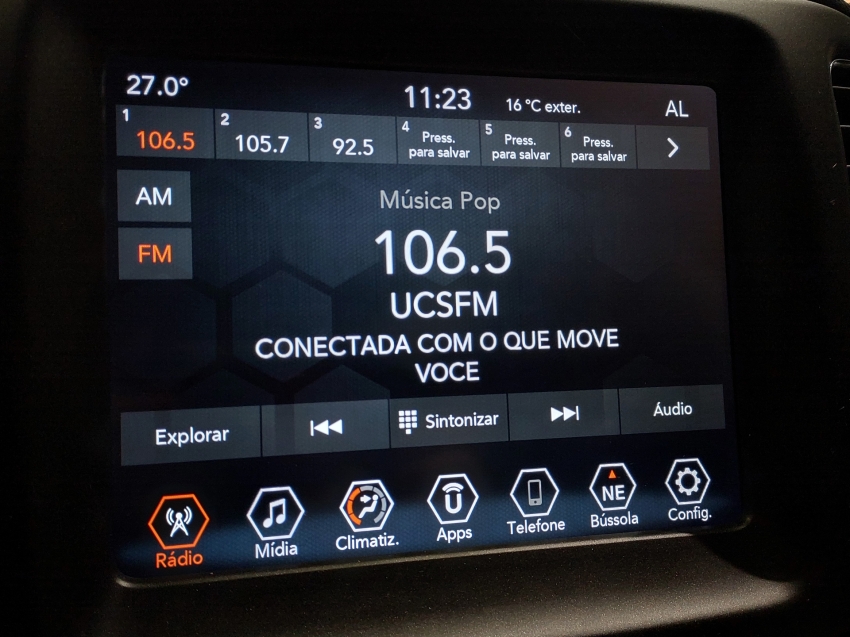 27.0°
11:23
16 °C exter.
AL
1
106.5
2
105.7
3
92.5
4
Press.
para salvar
5
Press.
para salvar
6
Press.
para salvar
AM
FM
Música Pop
106.5
UCSFM
CONECTADA COM O QUE MOVE
VOCE
Explorar
Sintonizar
Áudio
Rádio
Mídia
Climatiz.
U
Apps
Telefone
NE
Bússola
Config.